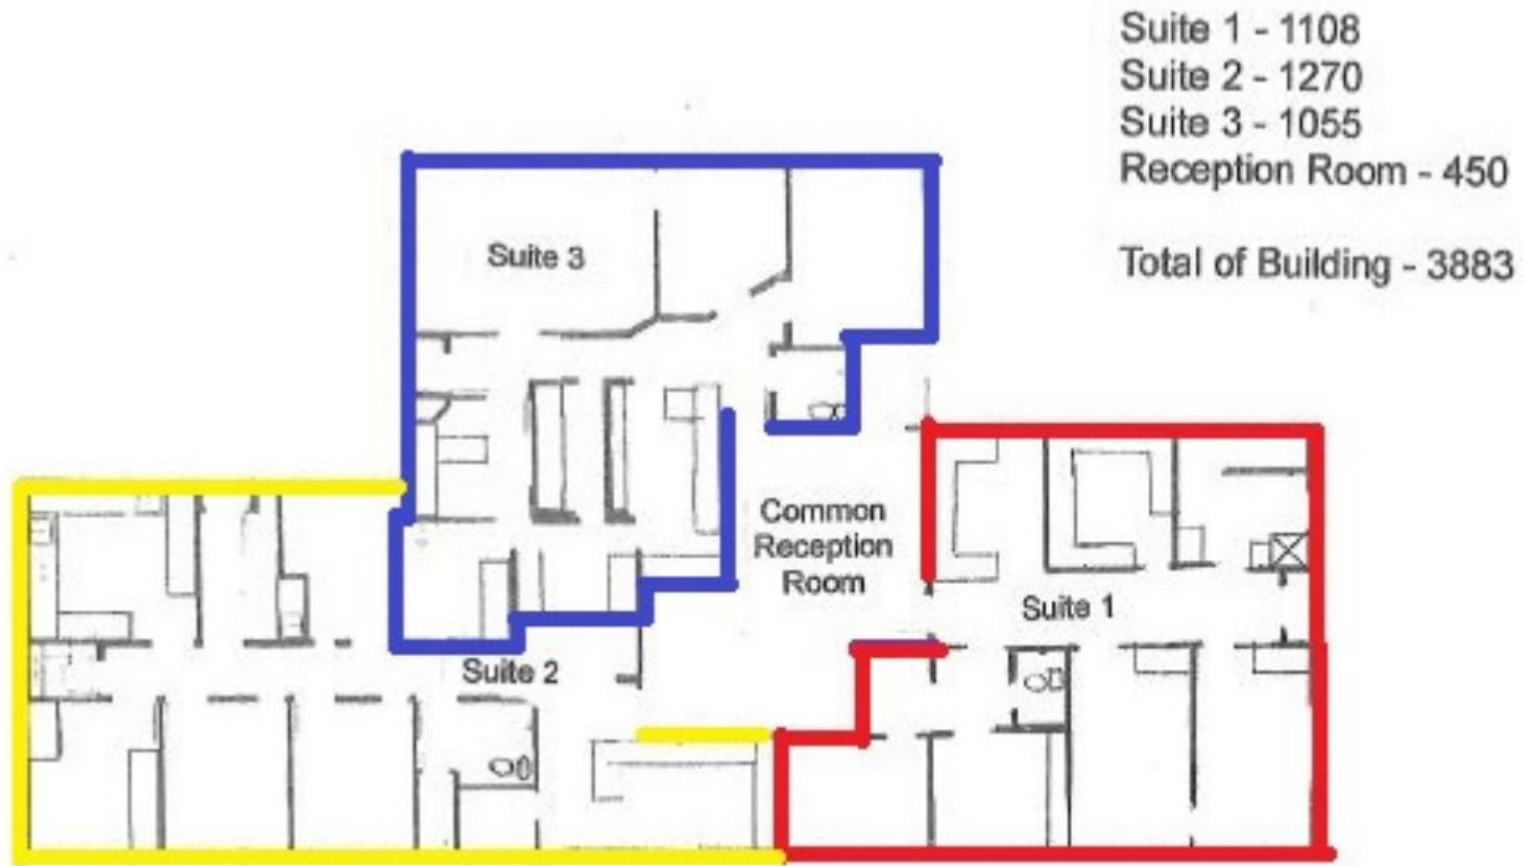 Suite 1 - 1108
Suite 2 - 1270
Suite 3 - 1055
Reception Room - 450
Total of Building - 3883
Suite 3
Common
Reception
Room
Suite 1
Suite 2